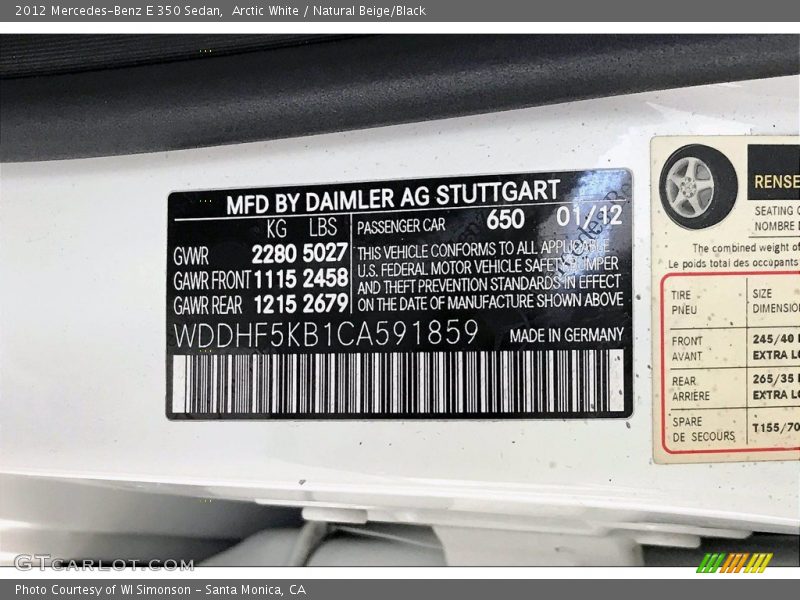 2012 Mercedes-Benz E 350 Sedan,  Arctic White / Natural Beige/Black
MFD BY DAIMLER AG STUTTGART
KG LBS
GVWR 2280 5027
GAWR FRONT 1115 2458
GAWR REAR 1215 2679
PASSENGER CAR 650 01/12
THIS VEHICLE CONFORMS TO ALL APPLICABLE
U.S. FEDERAL MOTOR VEHICLE SAFETY, BUMPER
AND THEFT PREVENTION STANDARDS IN EFFECT
ON THE DATE OF MANUFACTURE SHOWN ABOVE
WDDHF5KB1CA591859 MADE IN GERMANY
RENSE
SEATING
NOMBRE
The combined weight of
Le poids total des occupants
TIRE SIZE
PNEU DIMENSIO
FRONT 245/40
AVANT EXTRA LO
REAR 265/35
ARRIERE EXTRA LO
SPARE T155/70
DE SECOURS
GTCARLOT.COM
Photo Courtesy of WI Simonson - Santa Monica, CA